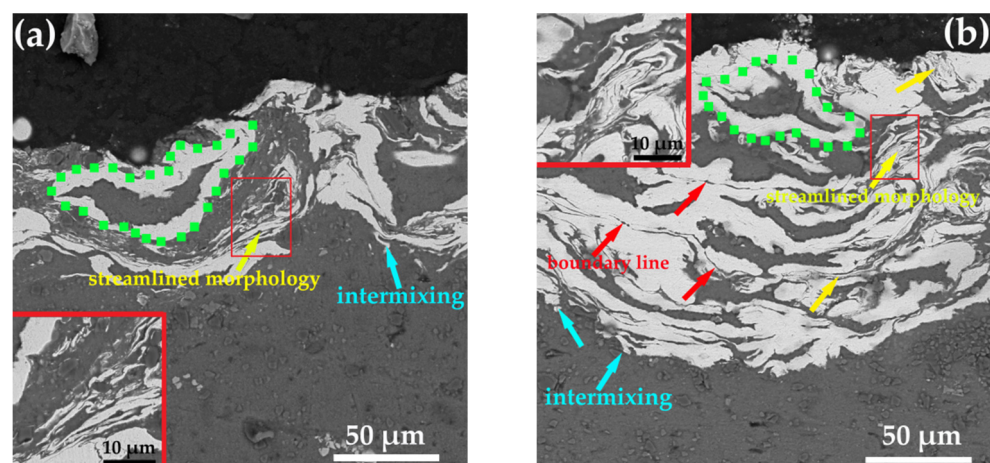 (a)
streamlined morphology
intermixing
10 μm
50 μm
(b)
10 μm
streamlined morphology
boundary line
intermixing
50 μm